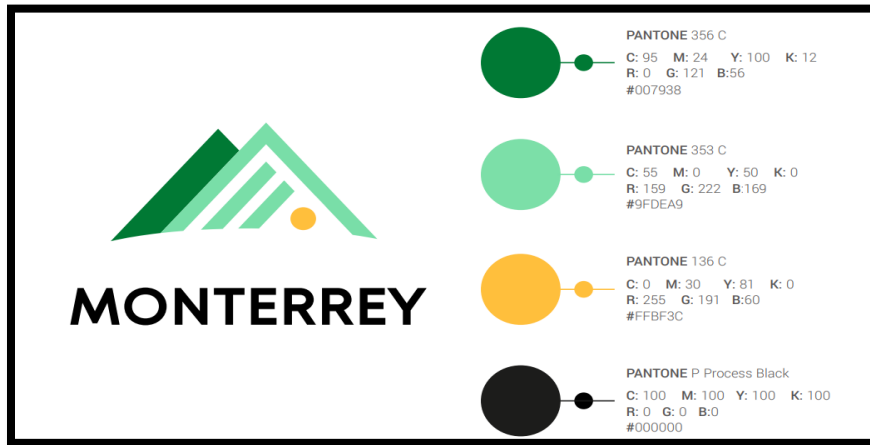 MONTERREY
PANTONE 356 C
C: 95 M: 24 Y: 100 K: 12
R: 0 G: 121 B:56
#007938
PANTONE 353 C
C: 55 M: 0 Y: 50 K: 0
R: 159 G: 222 B:169
#9FDEA9
PANTONE 136 C
C: 0 M: 30 Y: 81 K: 0
R: 255 G: 191 B:60
#FFBF3C
PANTONE P Process Black
C: 100 M: 100 Y: 100 K: 100
R: 0 G: 0 B:0
#000000